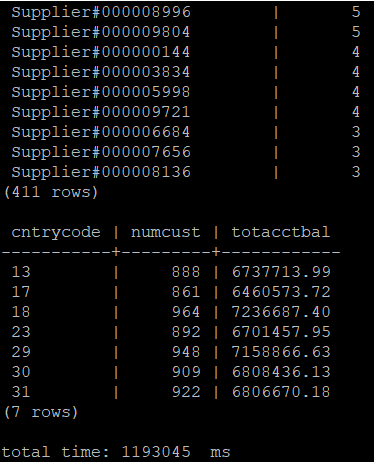 Supplier#000008996 | 5
Supplier#000009804 | 5
Supplier#000000144 | 4
Supplier#000003834 | 4
Supplier#000005998 | 4
Supplier#000009721 | 4
Supplier#000006684 | 3
Supplier#000007656 | 3
Supplier#000008136 | 3
(411 rows)
cntrycode | numcust | totacctbal
-----------+---------+------------
13 | 888 | 6737713.99
17 | 861 | 6460573.72
18 | 964 | 7236687.40
23 | 892 | 6701457.95
29 | 948 | 7158866.63
30 | 909 | 6808436.13
31 | 922 | 6806670.18
(7 rows)
total time: 1193045  ms